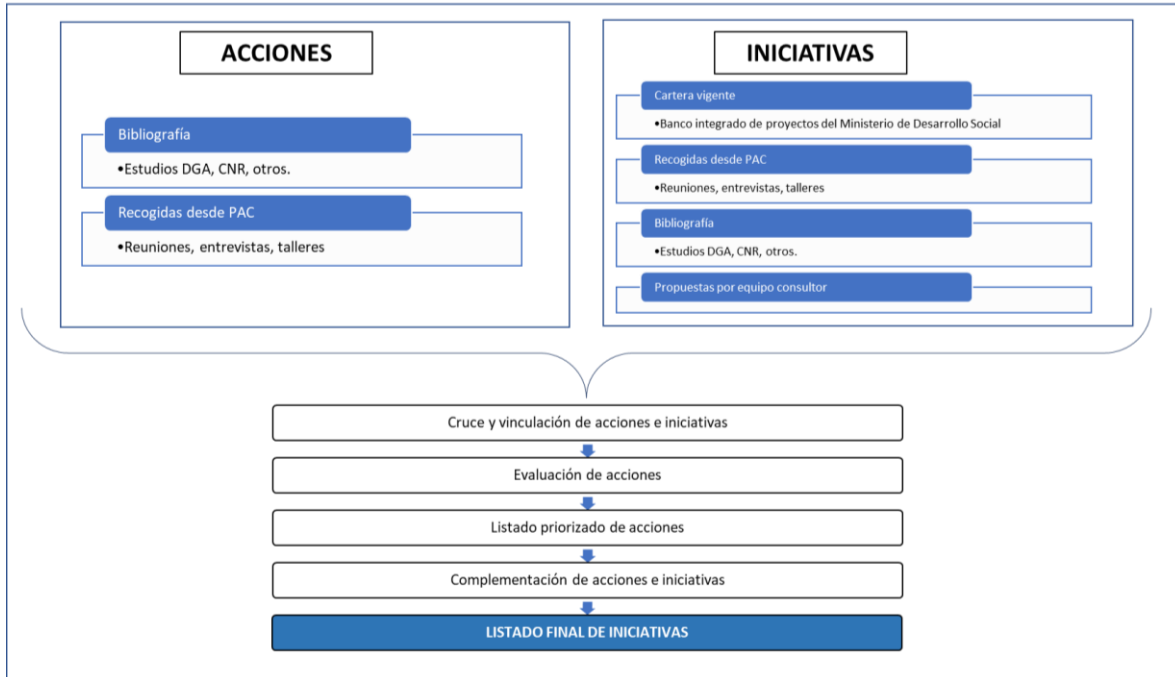 ACCIONES
Bibliografía
•Estudios DGA, CNR, otros.
Recogidas desde PAC
•Reuniones, entrevistas, talleres
INICIATIVAS
Cartera vigente
•Banco integrado de proyectos del Ministerio de Desarrollo Social
Recogidas desde PAC
•Reuniones, entrevistas, talleres
Bibliografía
•Estudios DGA, CNR, otros.
Propuestas por equipo consultor
Cruce y vinculación de acciones e iniciativas
Evaluación de acciones
Listado priorizado de acciones
Complementación de acciones e iniciativas
LISTADO FINAL DE INICIATIVAS